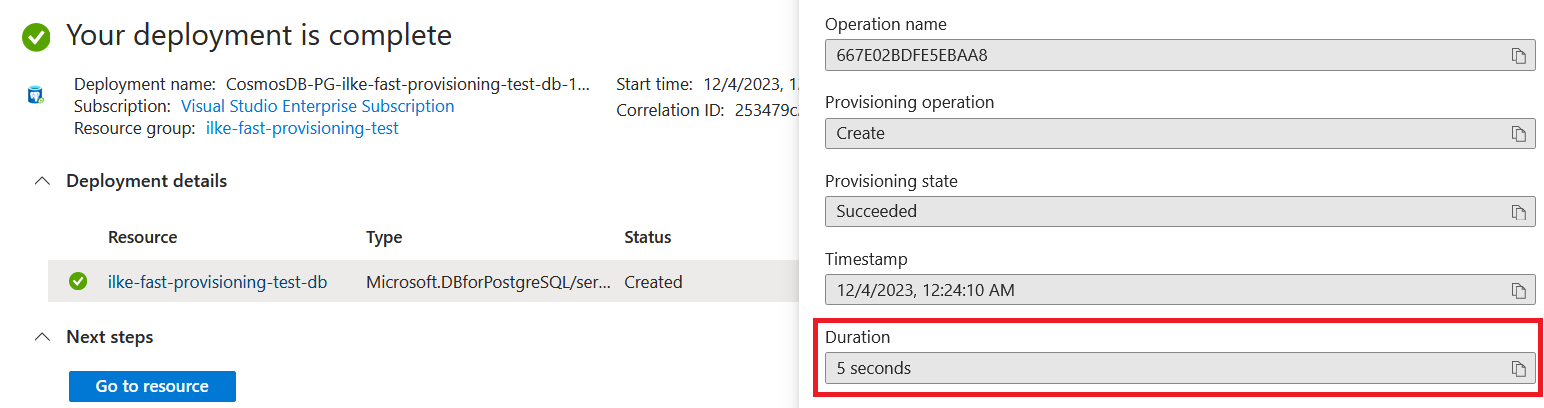 Your deployment is complete
Deployment name: CosmosDB-PG-ilke-fast-provisioning-test-db-1...
Start time: 12/4/2023, 1
Subscription: Visual Studio Enterprise Subscription
Correlation ID: 253479c
Resource group: ilke-fast-provisioning-test
Deployment details
Resource Type Status
ilke-fast-provisioning-test-db Microsoft.DBforPostgreSQL/ser... Created
Next steps
Go to resource
Operation name
667E02BDFE5EBAA8
Provisioning operation
Create
Provisioning state
Succeeded
Timestamp
12/4/2023, 12:24:10 AM
Duration
5 seconds